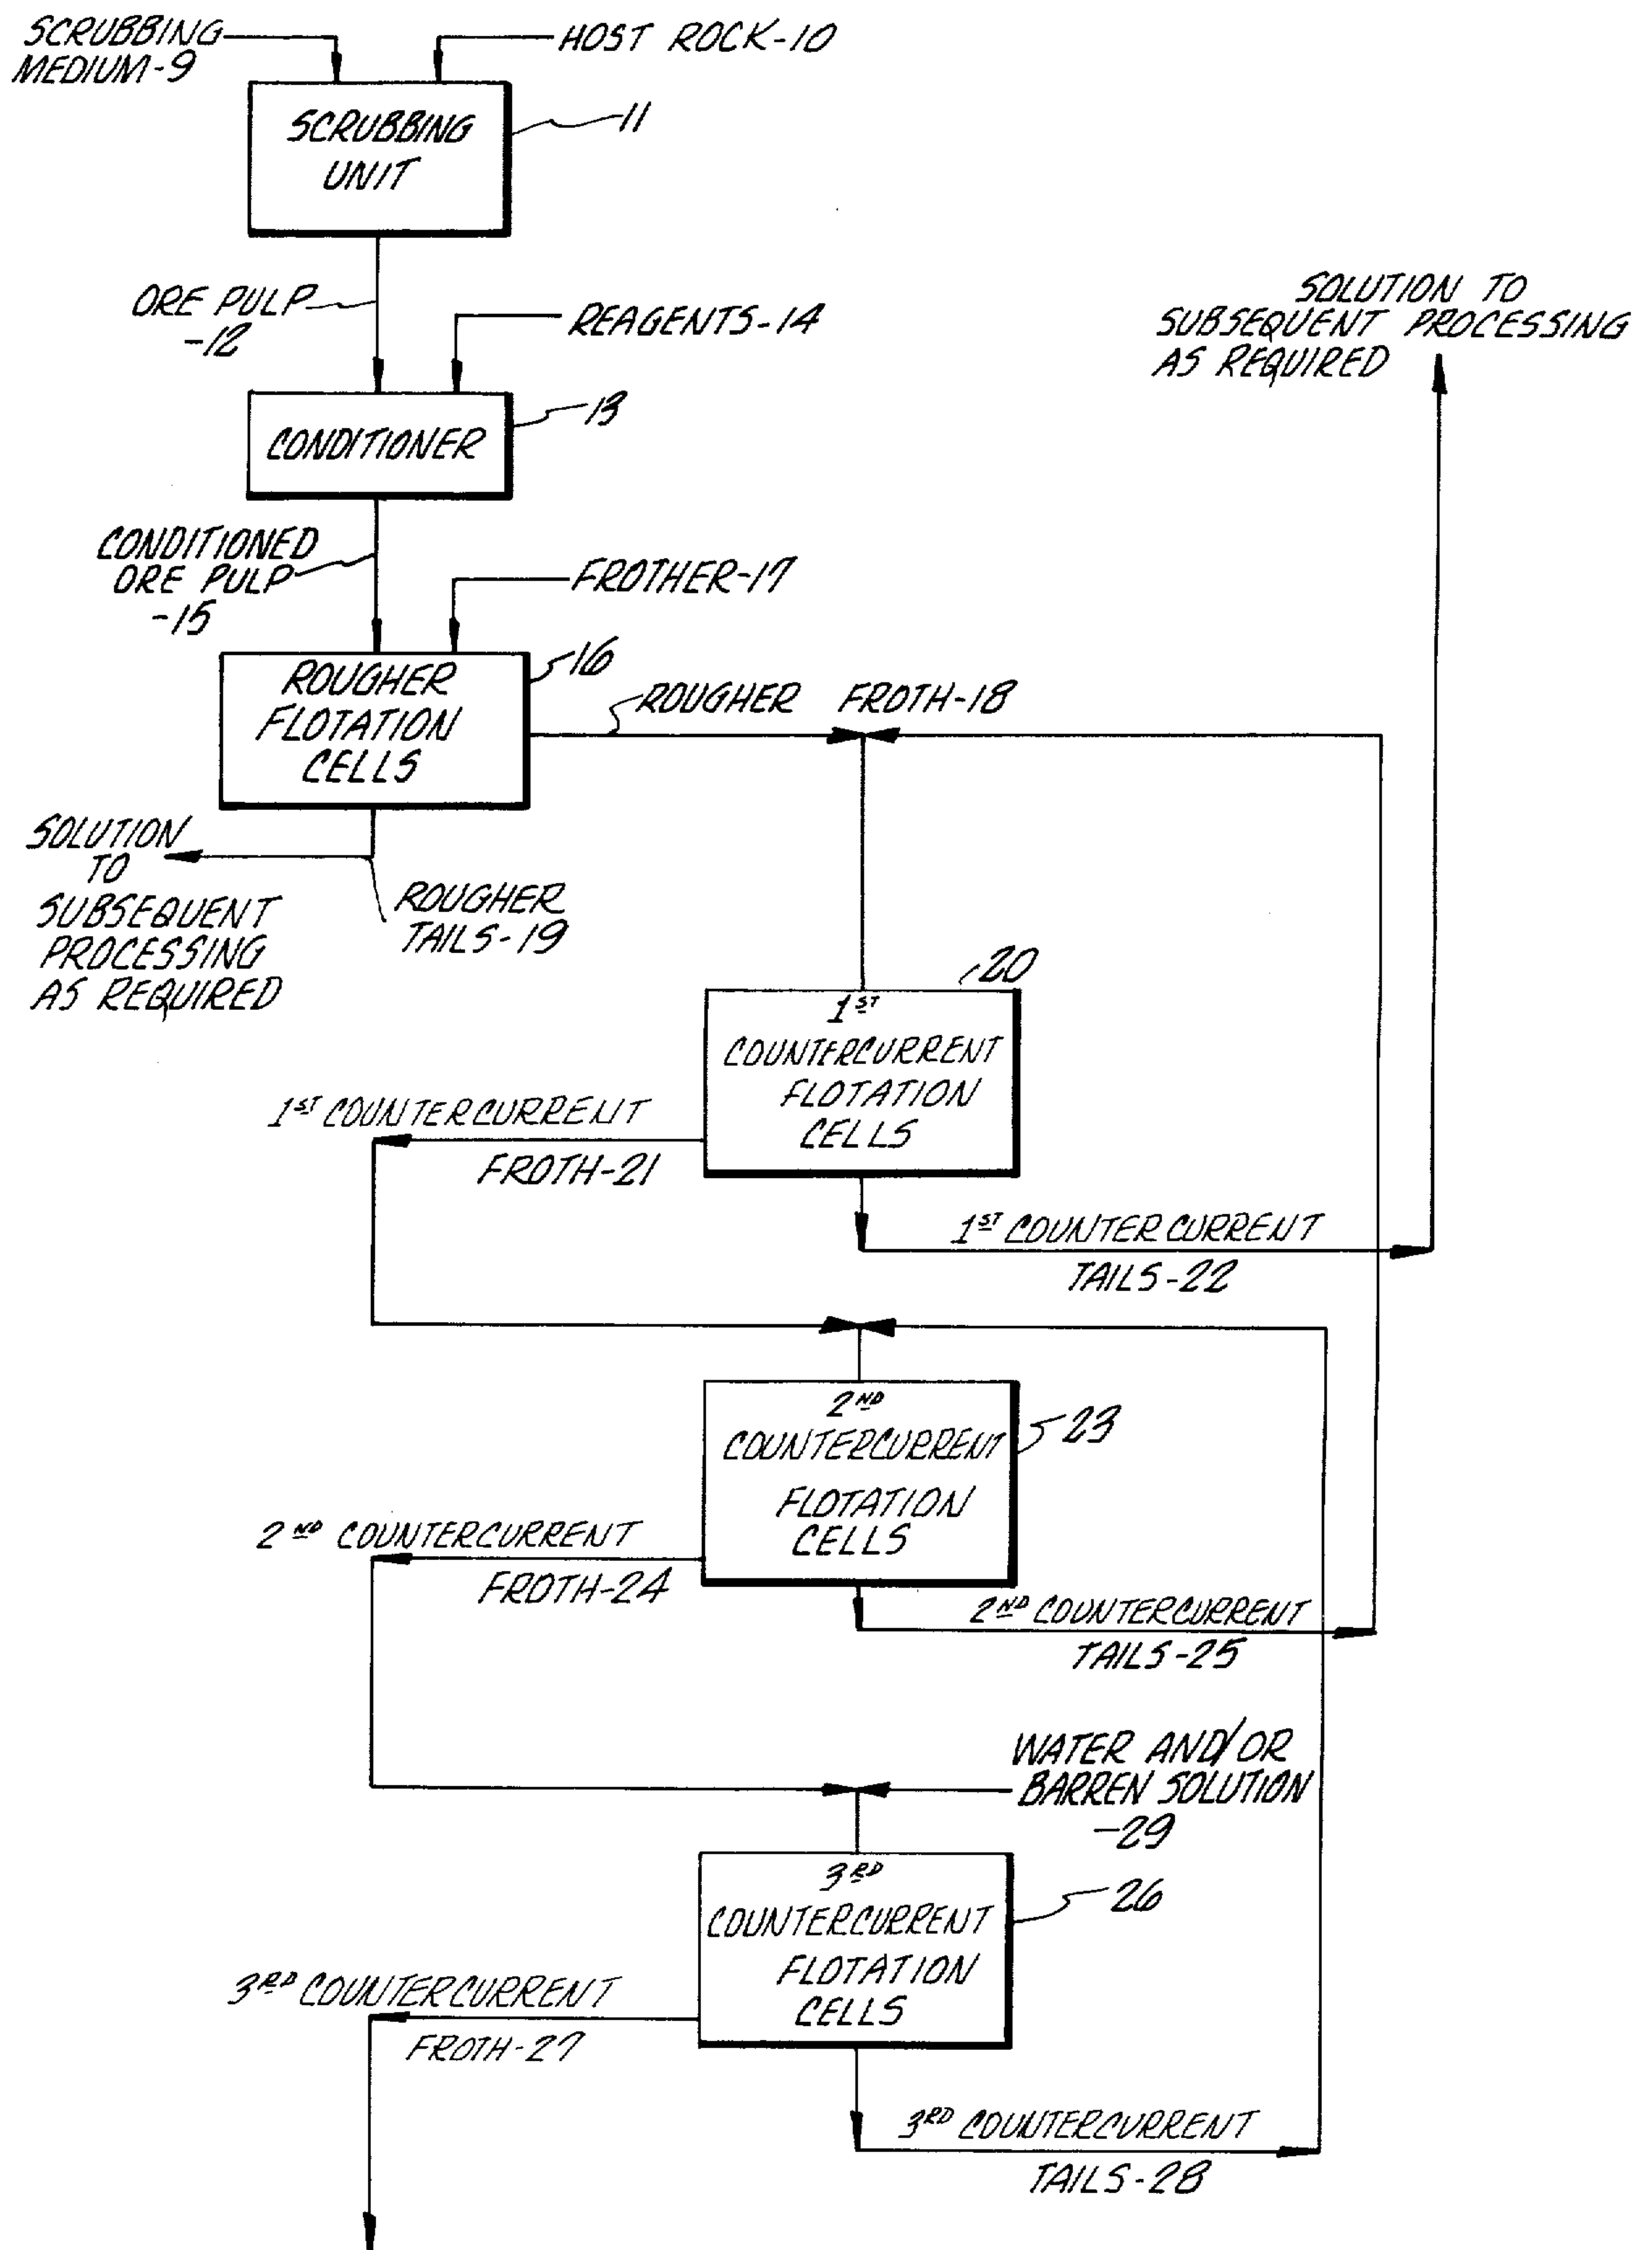 SCRUBBING
MEDIUM-9
HOST ROCK-10
SCRUBBING
UNIT
11
ORE PULP
-12
REAGENTS-14
SOLUTION TO
SUBSEQUENT PROCESSING
AS REQUIRED
CONDITIONER
13
CONDITIONED
ORE PULP
-15
FROTHER-17
ROUGHER
FLOTATION
CELLS
16
ROUGHER FROTH-18
SOLUTION
TO
SUBSEQUENT
PROCESSING
AS REQUIRED
ROUGHER
TAILS-19
20
1ST
COUNTERCURRENT
FLOTATION
CELLS
1ST COUNTERCURRENT
FROTH-21
1ST COUNTERCURRENT
TAILS-22
2ND
COUNTERCURRENT
FLOTATION
CELLS
23
2ND COUNTERCURRENT
FROTH-24
2ND COUNTERCURRENT
TAILS-25
WATER AND/OR
BARREN SOLUTION
-29
3RD
COUNTERCURRENT
FLOTATION
CELLS
26
3RD COUNTERCURRENT
FROTH-27
3RD COUNTERCURRENT
TAILS-28